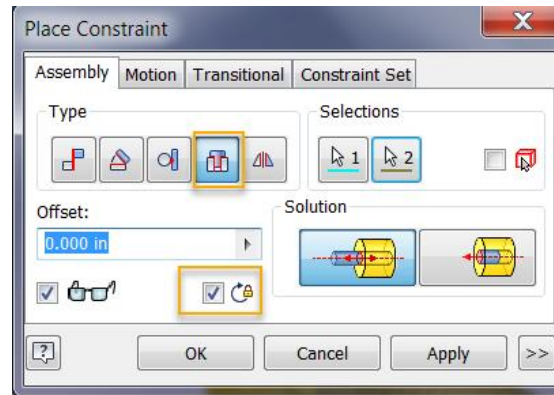 Place Constraint
X
Assembly Motion Transitional Constraint Set
Type
Selections
1 2
Offset:
Solution
0.000 in
? OK Cancel Apply >>